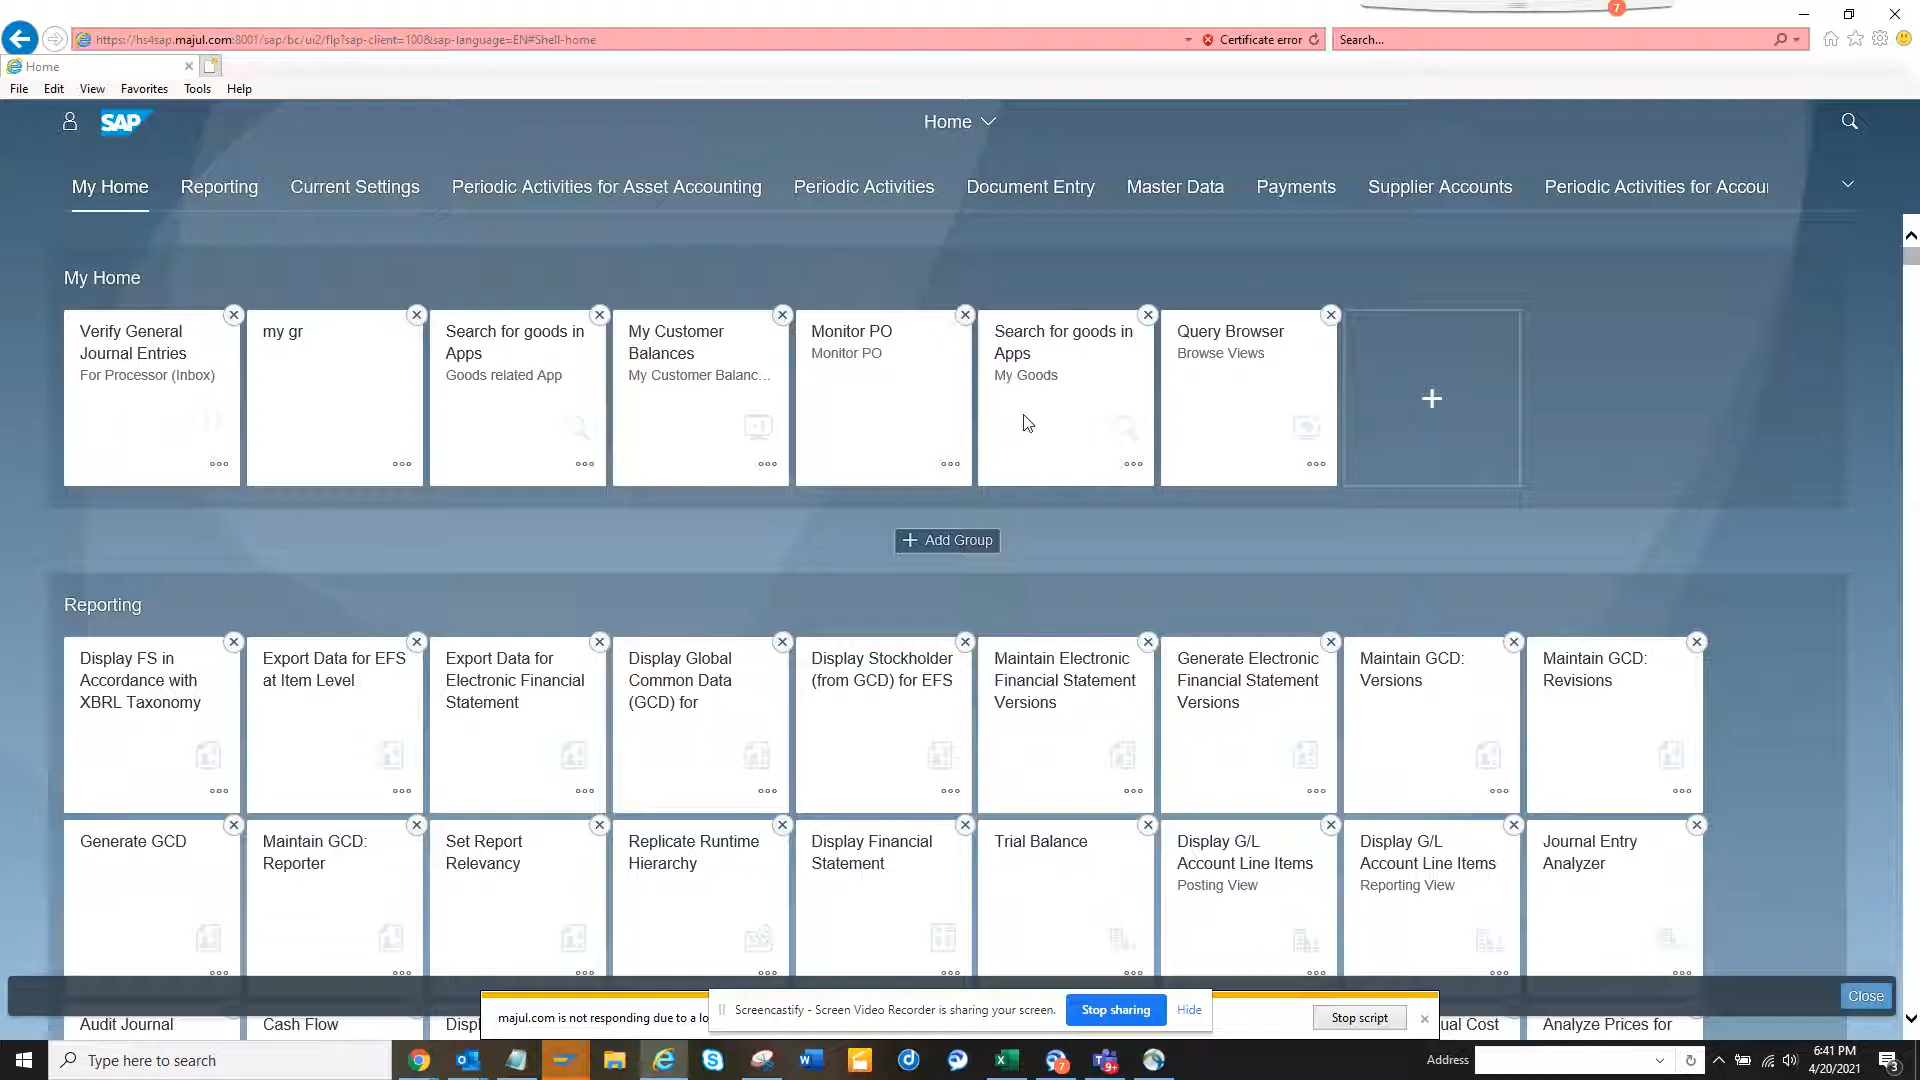 7
https://hs4sap.majul.com:8001/sap/bc/ui2/flp?sap-client=100&sap-language=EN#Shell-home
Certificate error
Search...
Home
File Edit View Favorites Tools Help
SAP
Home
My Home Reporting Current Settings Periodic Activities for Asset Accounting Periodic Activities Document Entry Master Data Payments Supplier Accounts Periodic Activities for Accou
My Home
Verify General
Journal Entries
For Processor (Inbox)
my gr
Search for goods in
Apps
Goods related App
My Customer
Balances
My Customer Balanc...
Monitor PO
Monitor PO
Search for goods in
Apps
My Goods
Query Browser
Browse Views
+
+ Add Group
Reporting
Display FS in
Accordance with
XBRL Taxonomy
Export Data for EFS
at Item Level
Export Data for
Electronic Financial
Statement
Display Global
Common Data
(GCD) for
Display Stockholder
(from GCD) for EFS
Maintain Electronic
Financial Statement
Versions
Generate Electronic
Financial Statement
Versions
Maintain GCD:
Versions
Maintain GCD:
Revisions
Generate GCD
Maintain GCD:
Reporter
Set Report
Relevancy
Replicate Runtime
Hierarchy
Display Financial
Statement
Trial Balance
Display G/L
Account Line Items
Posting View
Display G/L
Account Line Items
Reporting View
Journal Entry
Analyzer
Close
Audit Journal
Cash Flow
ual Cost
Analyze Prices for
majul.com is not responding due to a lo
Screencastify - Screen Video Recorder is sharing your screen.
Stop sharing
Hide
Stop script
Type here to search
7
9+
Address
6:41 PM
4/20/2021
3